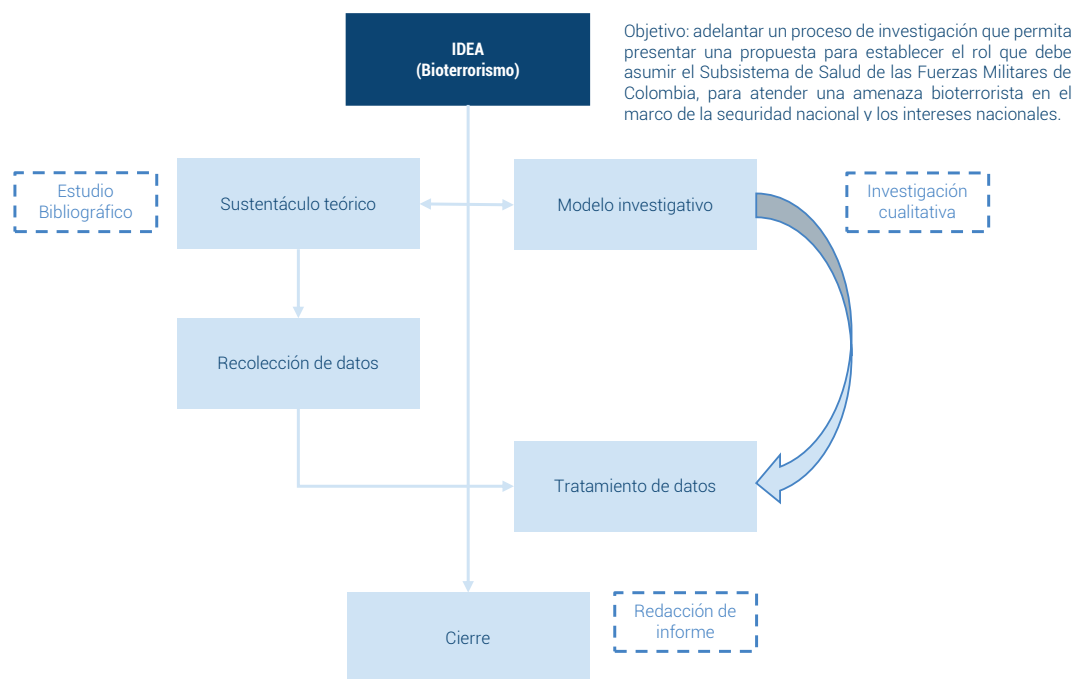 IDEA
(Bioterrorismo)
Objetivo: adelantar un proceso de investigación que permita
presentar una propuesta para establecer el rol que debe
asumir el Subsistema de Salud de las Fuerzas Militares de
Colombia, para atender una amenaza bioterrorista en el
marco de la seguridad nacional y los intereses nacionales.
Estudio
Bibliográfico
Sustentáculo teórico
Modelo investigativo
Investigación
cualitativa
Recolección de datos
Tratamiento de datos
Cierre
Redacción de
informe